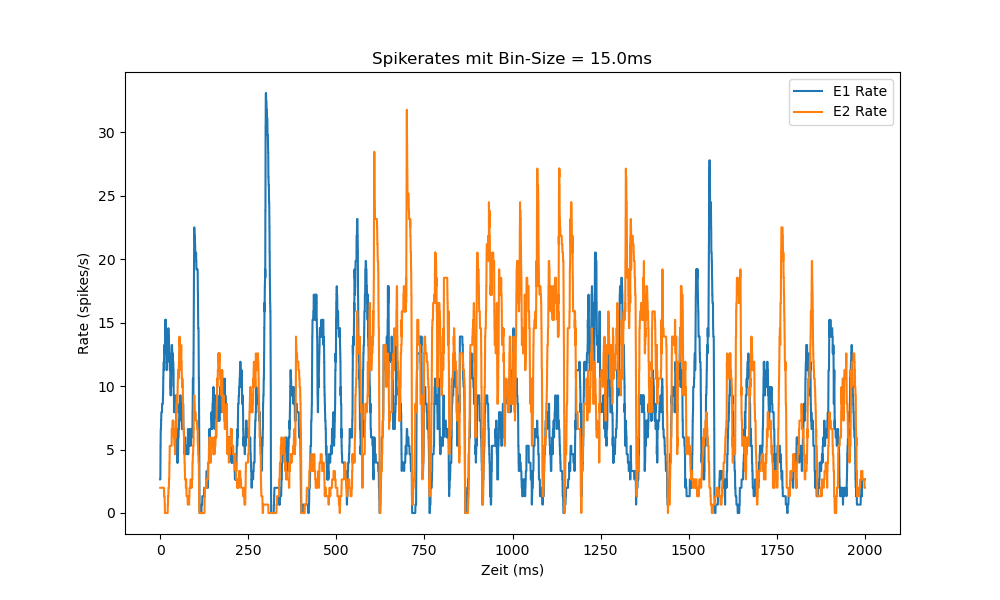 Spikerates mit Bin-Size = 15.0ms
E1 Rate
E2 Rate
Rate (spikes/s)
30
25
20
15
10
5
0
0 250 500 750 1000 1250 1500 1750 2000
Zeit (ms)